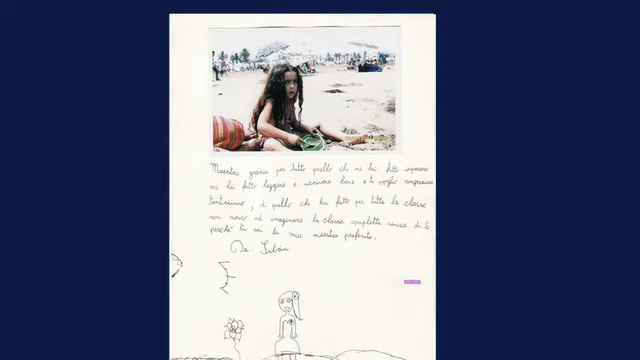 Maestra grazie per tutto quello che mi hai fatto imparare
mi hai fatto leggere e scrivere bene e ti voglio ringraziare
tantissimo, di quello che hai fatto per tutta la classe
non riesco ad immaginare la classe completa senza di te
perché tu sei la mia maestra preferita.
Da: